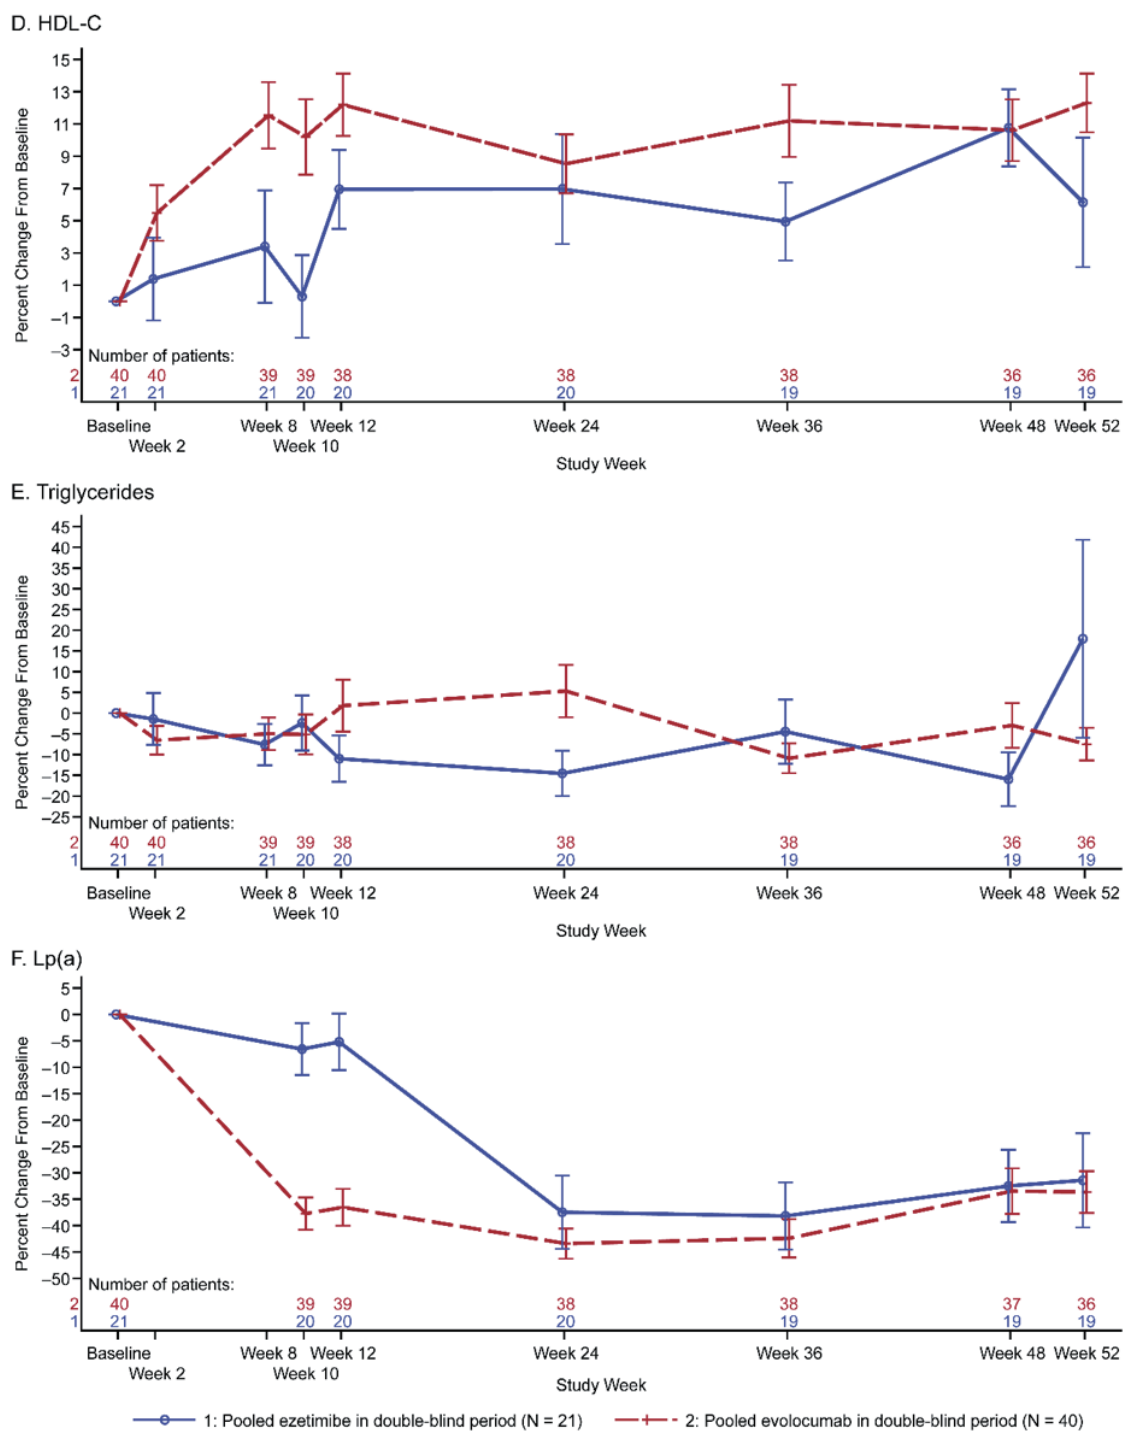 D. HDL-C
Percent Change From Baseline
15
13
11
9
7
5
3
1
–1
–3
Number of patients:
2 40 40 39 39 38 38 38 36 36
1 21 21 21 20 20 20 19 19 19
Baseline Week 8 Week 12 Week 24 Week 36 Week 48 Week 52
Week 2 Week 10
Study Week
E. Triglycerides
Percent Change From Baseline
45
40
35
30
25
20
15
10
5
0
–5
–10
–15
–20
–25
Number of patients:
2 40 40 39 39 38 38 38 36 36
1 21 21 21 20 20 20 19 19 19
Baseline Week 8 Week 12 Week 24 Week 36 Week 48 Week 52
Week 2 Week 10
Study Week
F. Lp(a)
Percent Change From Baseline
5
0
–5
–10
–15
–20
–25
–30
–35
–40
–45
–50
Number of patients:
2 40 39 39 38 38 37 36
1 21 20 20 20 19 19 19
Baseline Week 8 Week 12 Week 24 Week 36 Week 48 Week 52
Week 2 Week 10
Study Week
1: Pooled ezetimibe in double-blind period (N = 21) 2: Pooled evolocumab in double-blind period (N = 40)